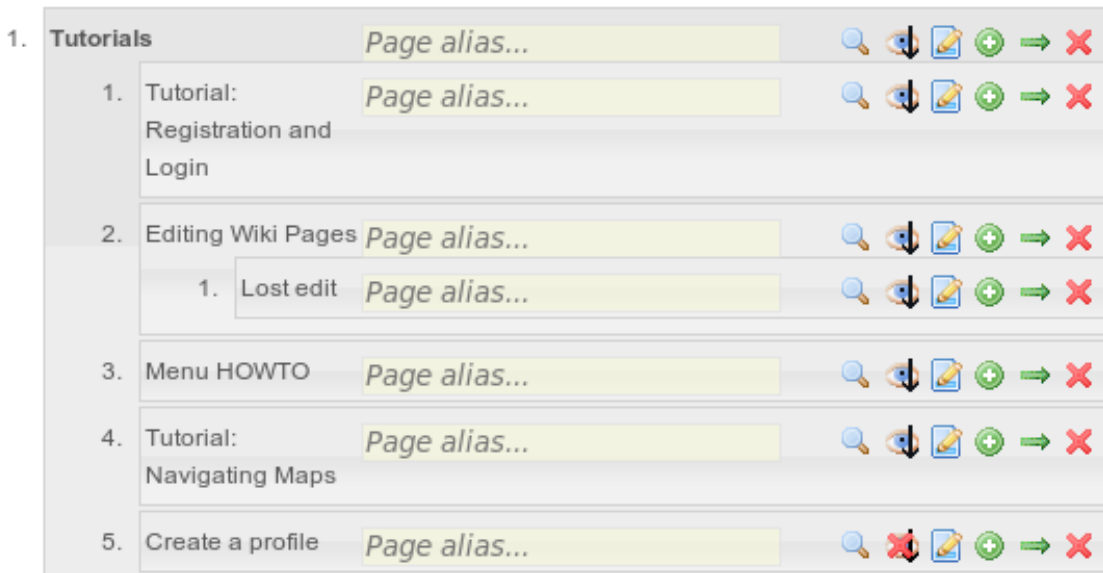 1. Tutorials Page alias...
1. Tutorial: Page alias...
Registration and
Login
2. Editing Wiki Pages Page alias...
1. Lost edit Page alias...
3. Menu HOWTO Page alias...
4. Tutorial: Page alias...
Navigating Maps
5. Create a profile Page alias...